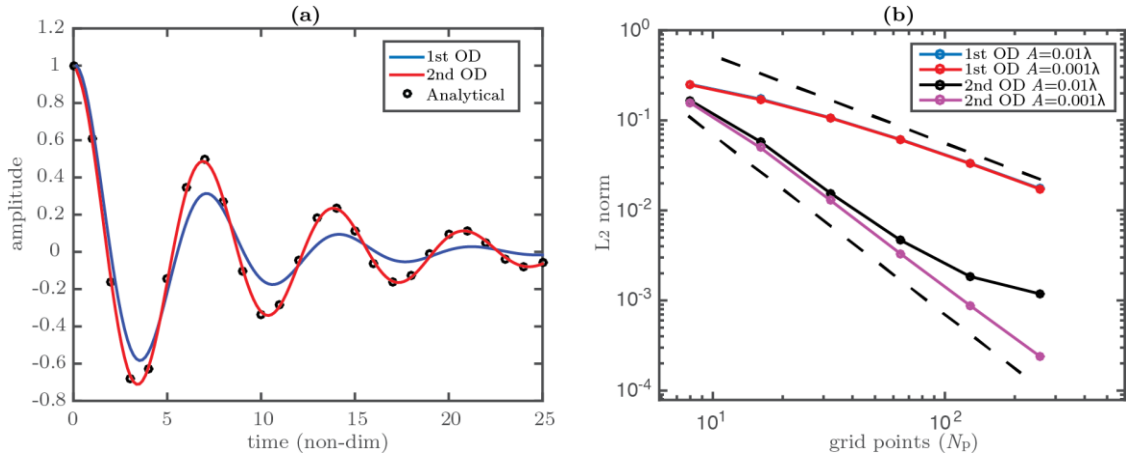 (a)
1.2
1
0.8
0.6
0.4
0.2
0
-0.2
-0.4
-0.6
-0.8
amplitude
1st OD
2nd OD
Analytical
0 5 10 15 20 25
time (non-dim)
(b)
10^0
10^-1
10^-2
10^-3
10^-4
L2 norm
1st OD A=0.01λ
1st OD A=0.001λ
2nd OD A=0.01λ
2nd OD A=0.001λ
10^1 10^2
grid points (Np)